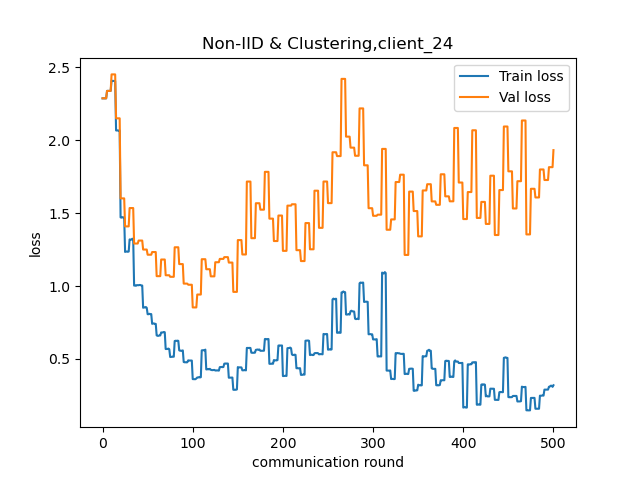 Non-IID & Clustering,client_24
Train loss
Val loss
2.5
2.0
1.5
1.0
0.5
loss
0
100
200
300
400
500
communication round